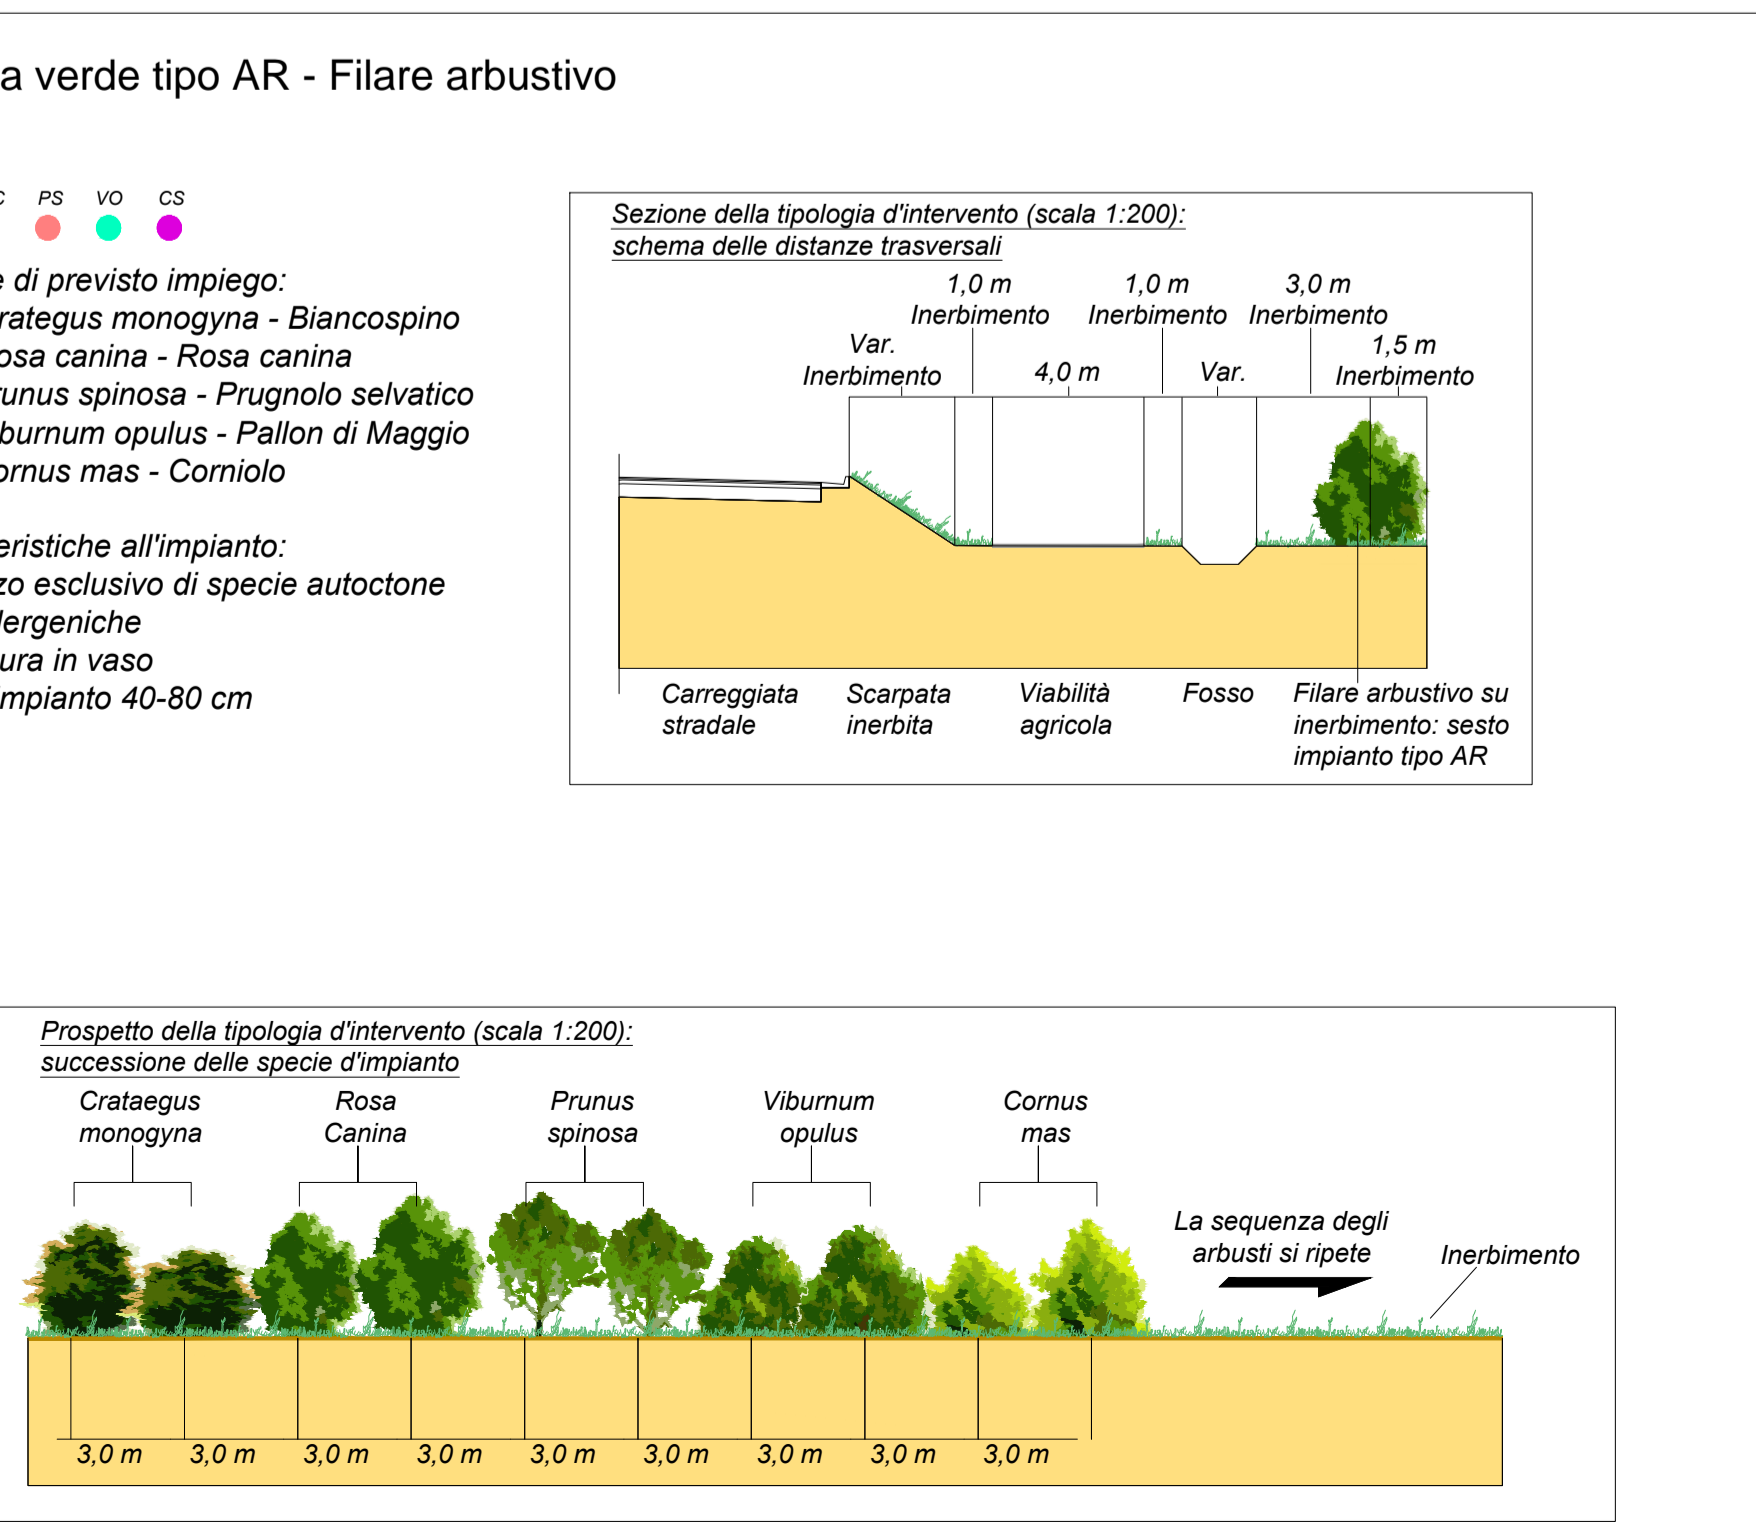 a verde tipo AR - Filare arbustivo
C PS VO CS
e di previsto impiego:
rategus monogyna - Biancospino
osa canina - Rosa canina
runus spinosa - Prugnolo selvatico
burnum opulus - Pallon di Maggio
ornus mas - Corniolo
eristiche all'impianto:
zo esclusivo di specie autoctone
lergeniche
ura in vaso
impianto 40-80 cm
Sezione della tipologia d'intervento (scala 1:200):
schema delle distanze trasversali
1,0 m 1,0 m 3,0 m
Inerbimento Inerbimento Inerbimento
Var. 1,5 m
Inerbimento 4,0 m Var. Inerbimento
Carreggiata Scarpata Viabilità Fosso Filare arbustivo su
stradale inerbita agricola inerbimento: sesto
impianto tipo AR
Prospetto della tipologia d'intervento (scala 1:200):
successione delle specie d'impianto
Crataegus Rosa Prunus Viburnum Cornus
monogyna Canina spinosa opulus mas
La sequenza degli
arbusti si ripete Inerbimento
3,0 m 3,0 m 3,0 m 3,0 m 3,0 m 3,0 m 3,0 m 3,0 m 3,0 m